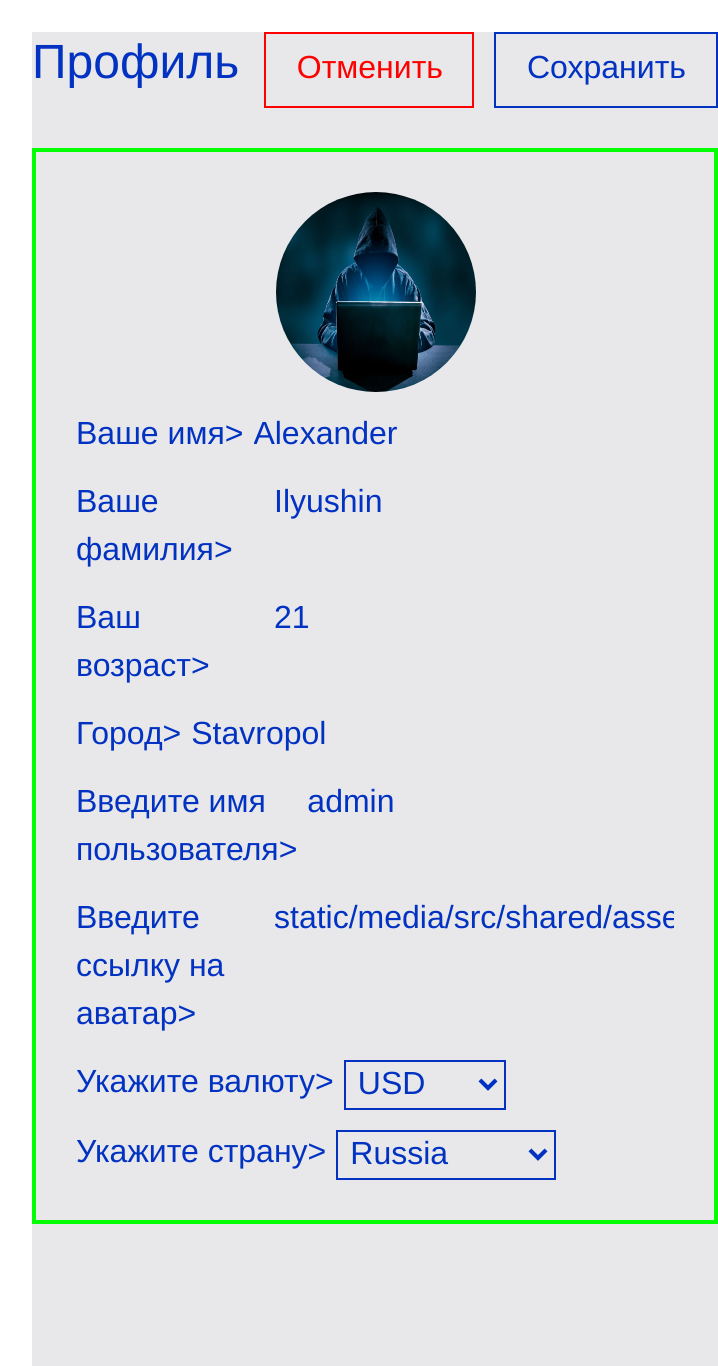 Профиль Отменить Сохранить
Ваше имя> Alexander
Ваше Ilyushin
фамилия>
Ваш 21
возраст>
Город> Stavropol
Введите имя admin
пользователя>
Введите static/media/src/shared/asse
ссылку на
аватар>
Укажите валюту> USD
Укажите страну> Russia